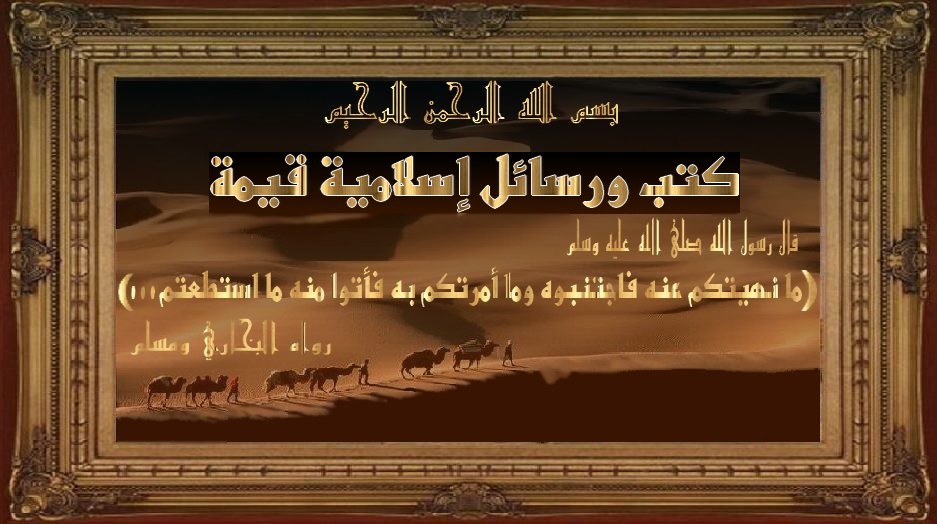 بسم الله الرحمن الرحيم
كتب ورسائل إسلامية قيمة
قال رسول الله صلى الله عليه وسلم
(ما نهيتكم عنه فاجتنبوه وما أمرتكم به فأتوا منه ما استطعتم...)
رواه البخاري ومسلم